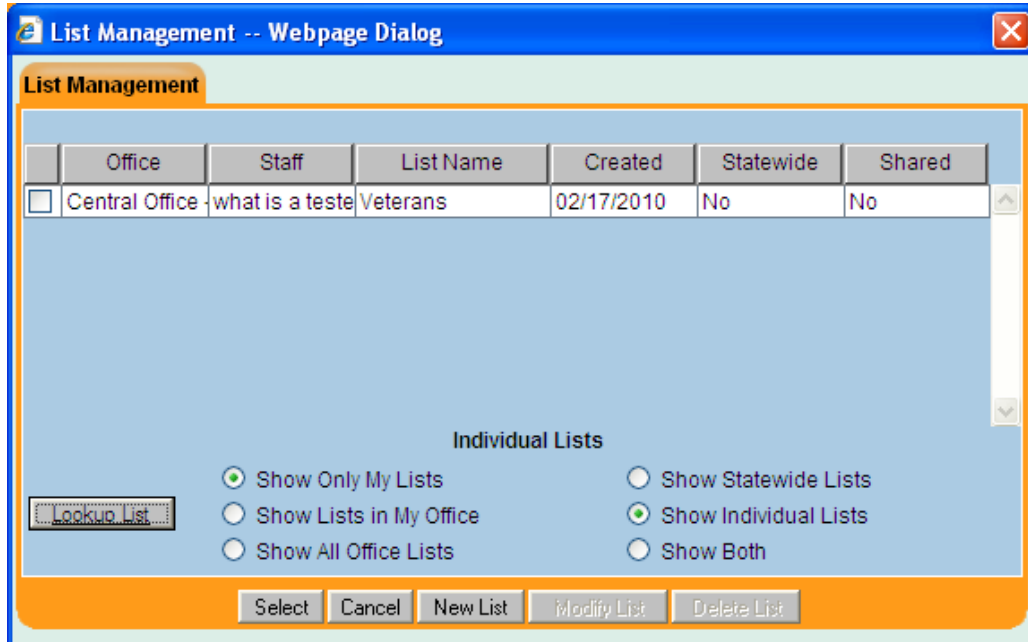 List Management -- Webpage Dialog
List Management
Office Staff List Name Created Statewide Shared
Central Office - what is a teste Veterans 02/17/2010 No No
Individual Lists
Show Only My Lists Show Statewide Lists
Lookup List Show Lists in My Office Show Individual Lists
Show All Office Lists Show Both
Select Cancel New List Modify List Delete List